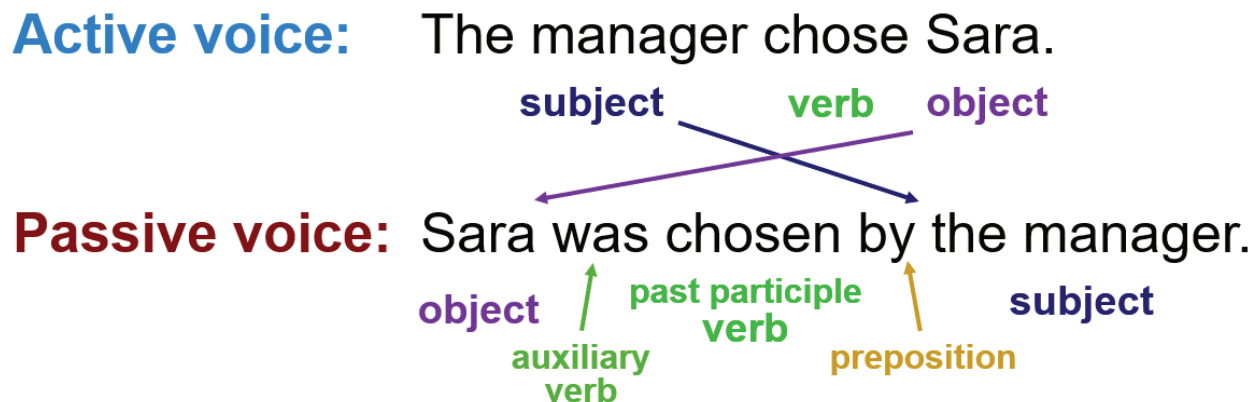 Active voice: The manager chose Sara.
subject verb object
Passive voice: Sara was chosen by the manager.
object past participle verb subject
auxiliary verb preposition